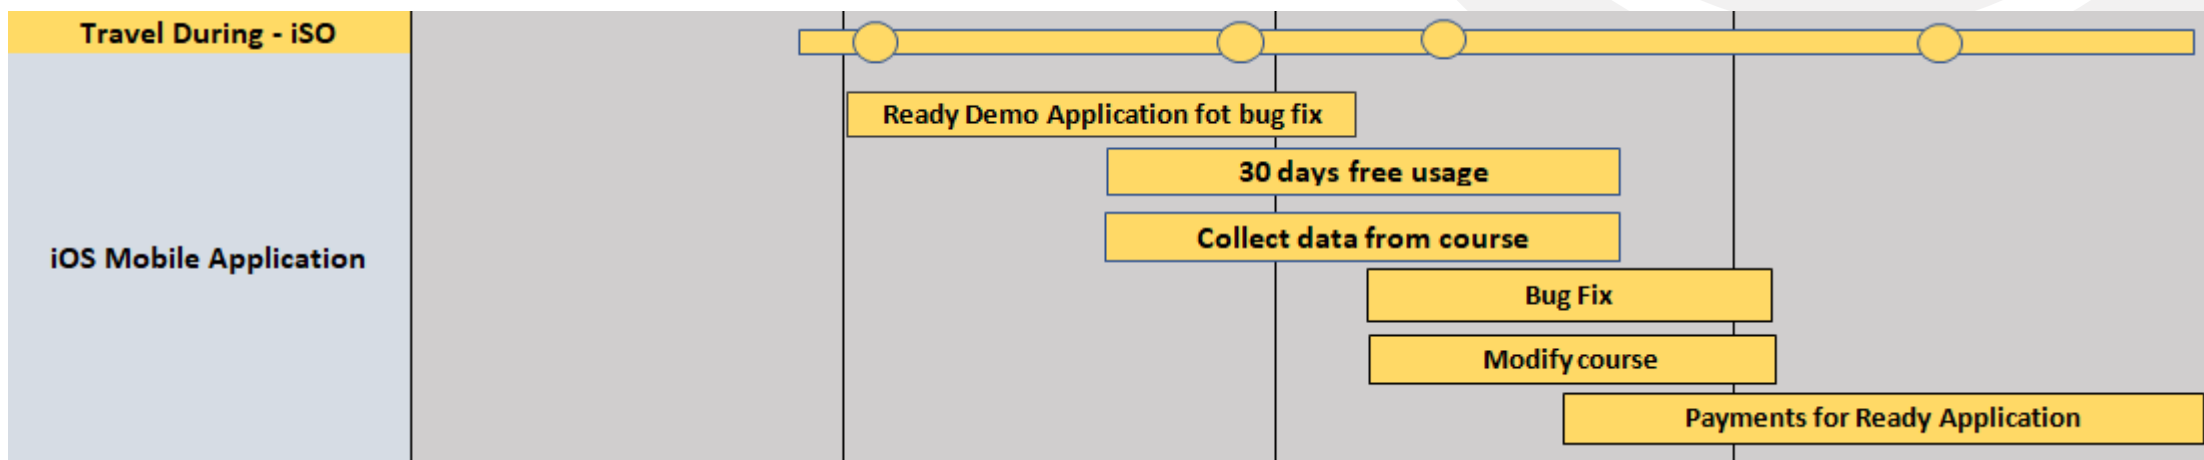 Travel During - iSO
Ready Demo Application fot bug fix
30 days free usage
Collect data from course
iOS Mobile Application
Bug Fix
Modify course
Payments for Ready Application